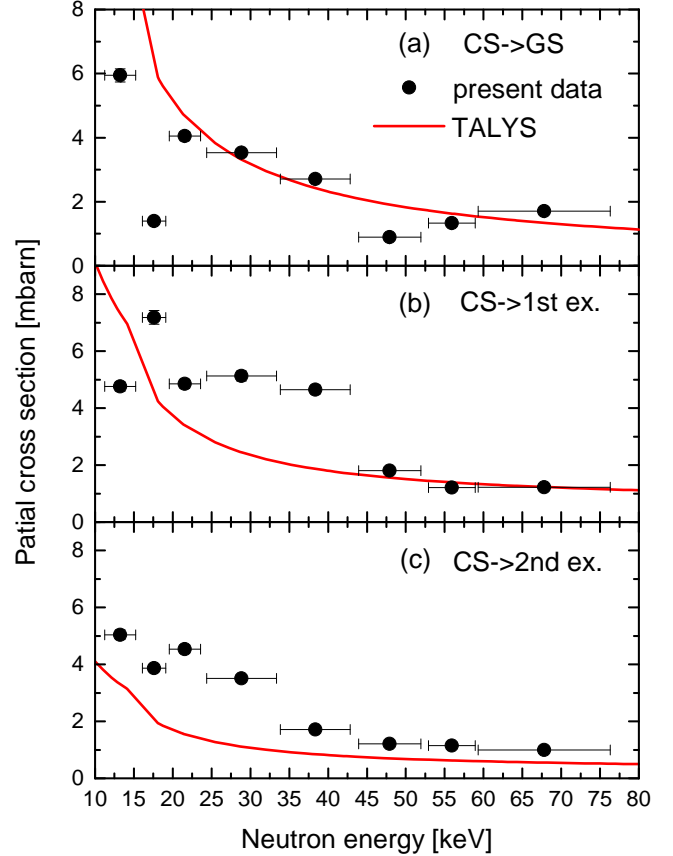 8
(a) CS->GS
6
present data
TALYS
4
2
0
8
(b) CS->1st ex.
6
4
2
0
8
(c) CS->2nd ex.
6
4
2
0
10 15 20 25 30 35 40 45 50 55 60 65 70 75 80
Neutron energy [keV]
Patial cross section [mbarn]